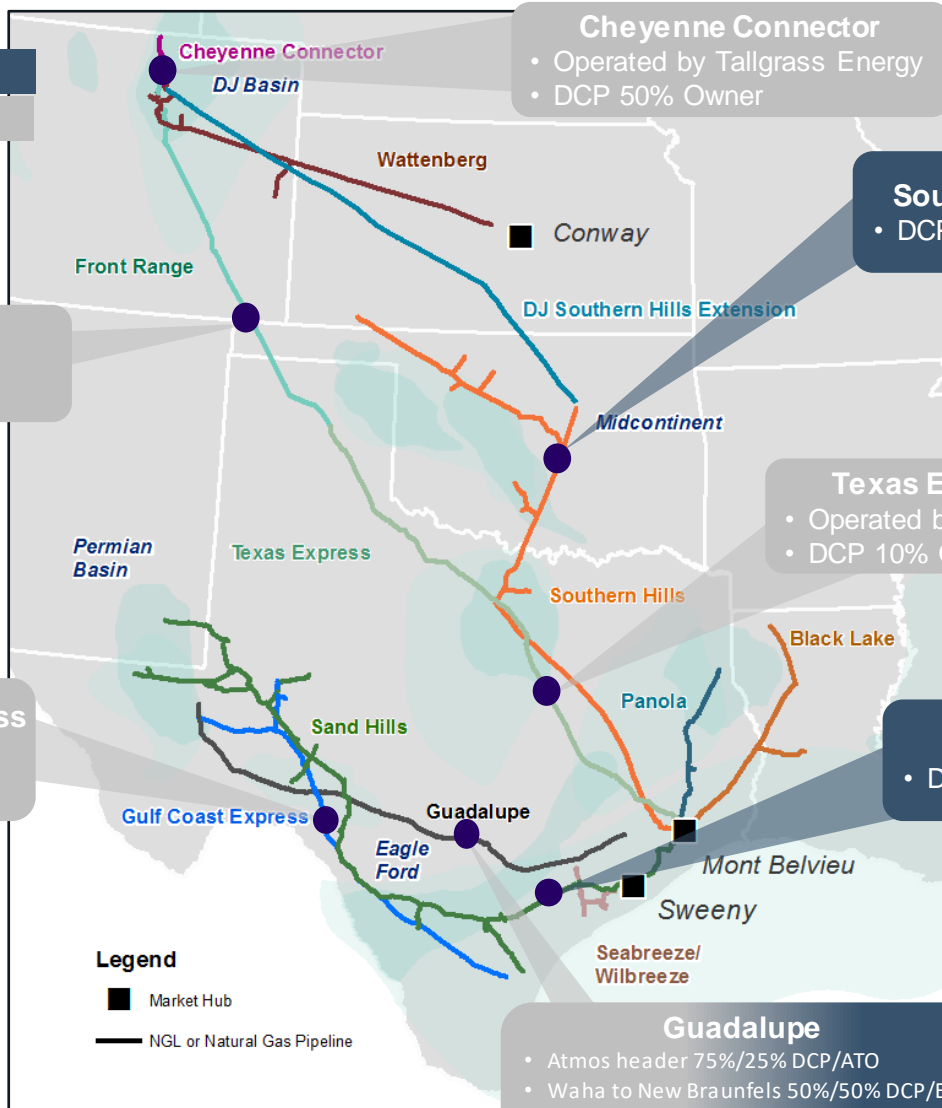 Cheyenne Connector
• Operated by Tallgrass Energy
• DCP 50% Owner
Cheyenne Connector
DJ Basin
Wattenberg
Conway
• DCP
Front Range
DJ Southern Hills Extension
Midcontinent
Texas
• Operated
• DCP 10%
Permian
Basin
Texas Express
Southern Hills
Black Lake
Panola
Sand Hills
Gulf Coast Express
Guadalupe
Eagle
Ford
Mont Belvieu
Sweeny
Seabreeze/
Wilbreeze
Legend
Market Hub
NGL or Natural Gas Pipeline
Guadalupe
• Atmos header 75%/25% DCP/ATO
• Waha to New Braunfels 50%/50%